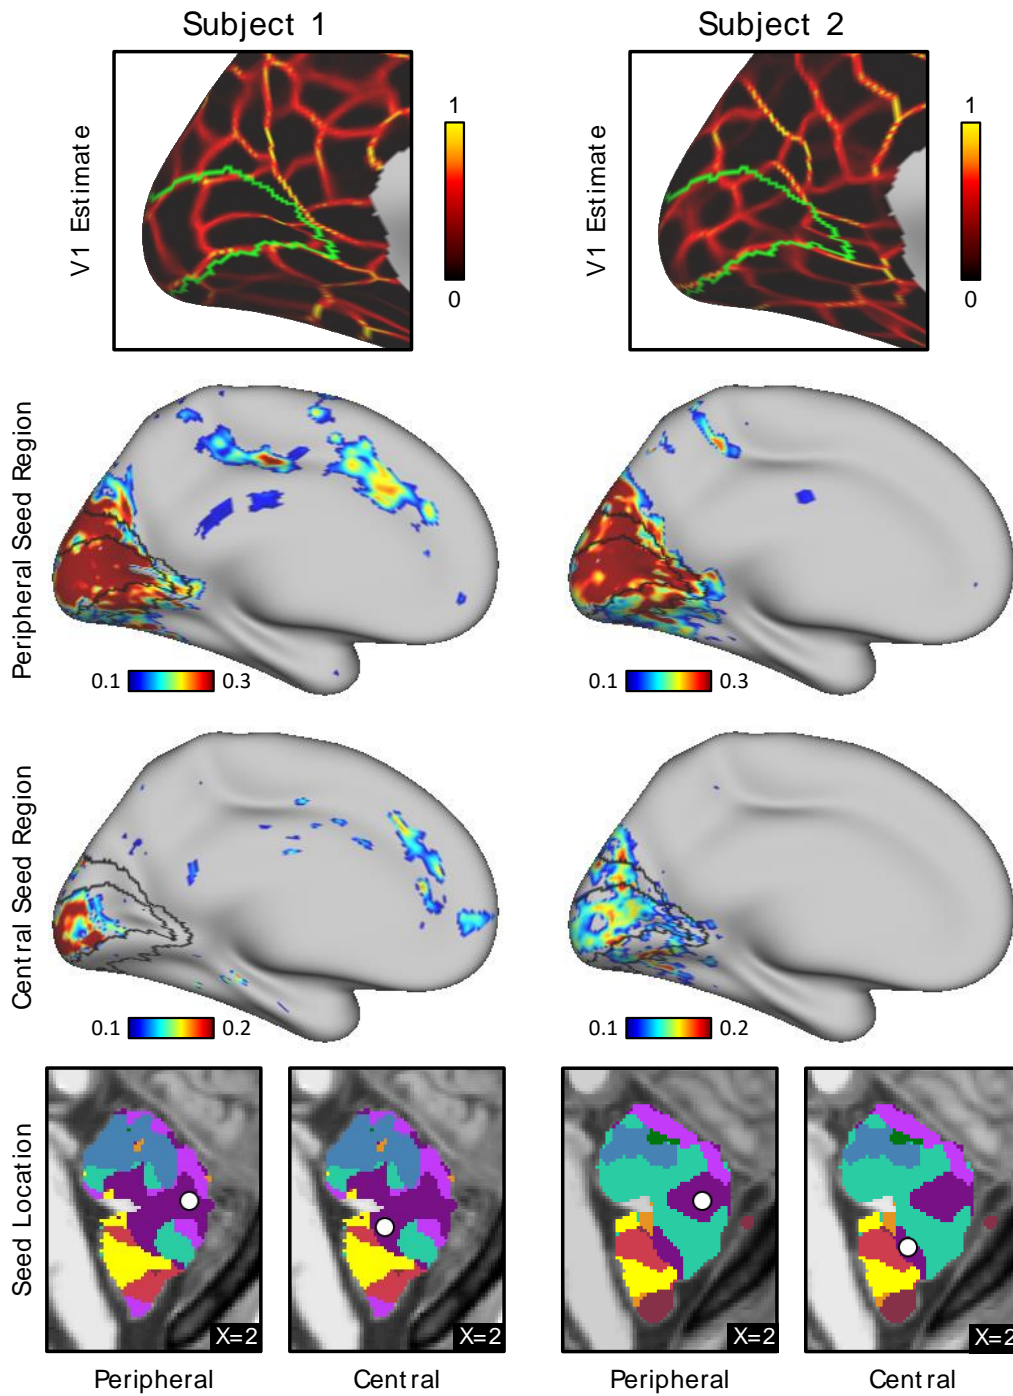 Subject 1
Subject 2
V1 Estimate
1
0
V1 Estimate
1
0
Peripheral Seed Region
0.1
0.3
0.1
0.3
Central Seed Region
0.1
0.2
0.1
0.2
Seed Location
X=2
X=2
X=2
X=2
Peripheral
Central
Peripheral
Central